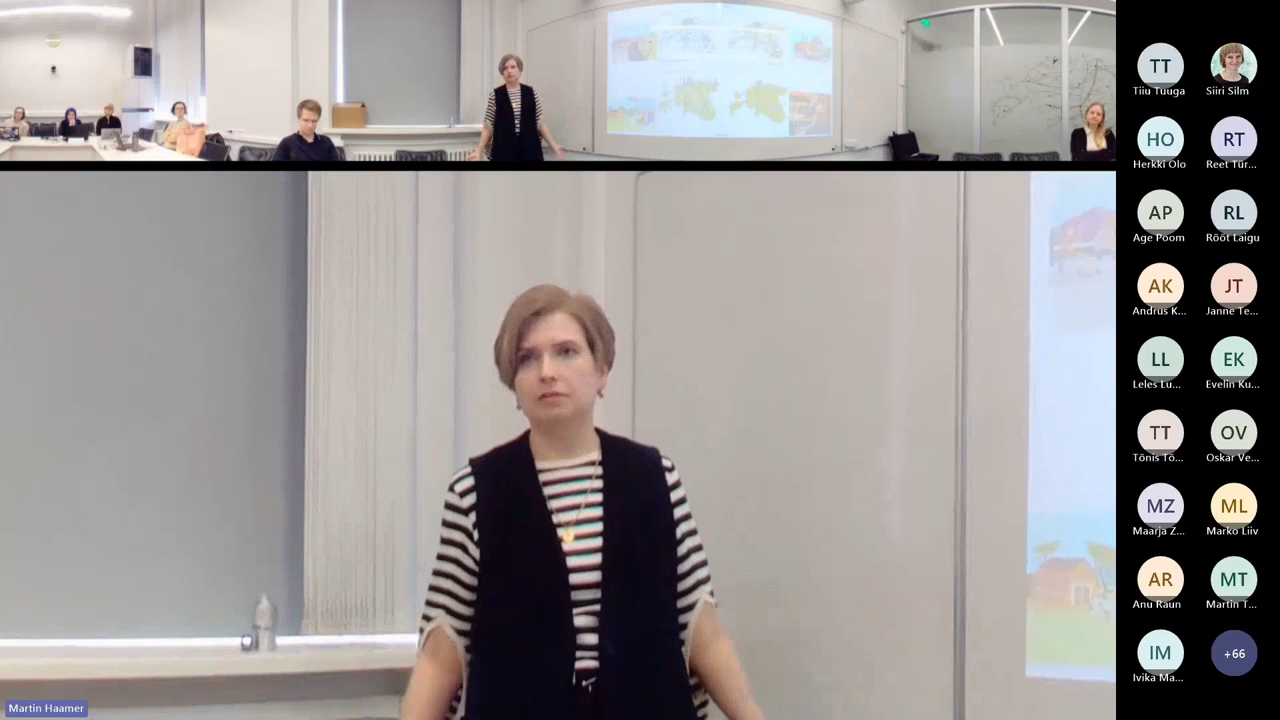 TT
Tiiu Tuuga
Siiri Silm
HO
Herkki Olo
RT
Reet Tür...
AP
Age Poom
RL
Rööt Laigu
AK
Andrus K...
JT
Janne Te...
LL
Leles Lu...
EK
Evelin Ku...
TT
Tõnis Tõ...
OV
Oskar Ve...
MZ
Maarja Z...
ML
Marko Liiv
AR
Anu Raun
MT
Martin T...
IM
Ivika Ma...
+66
Martin Haamer